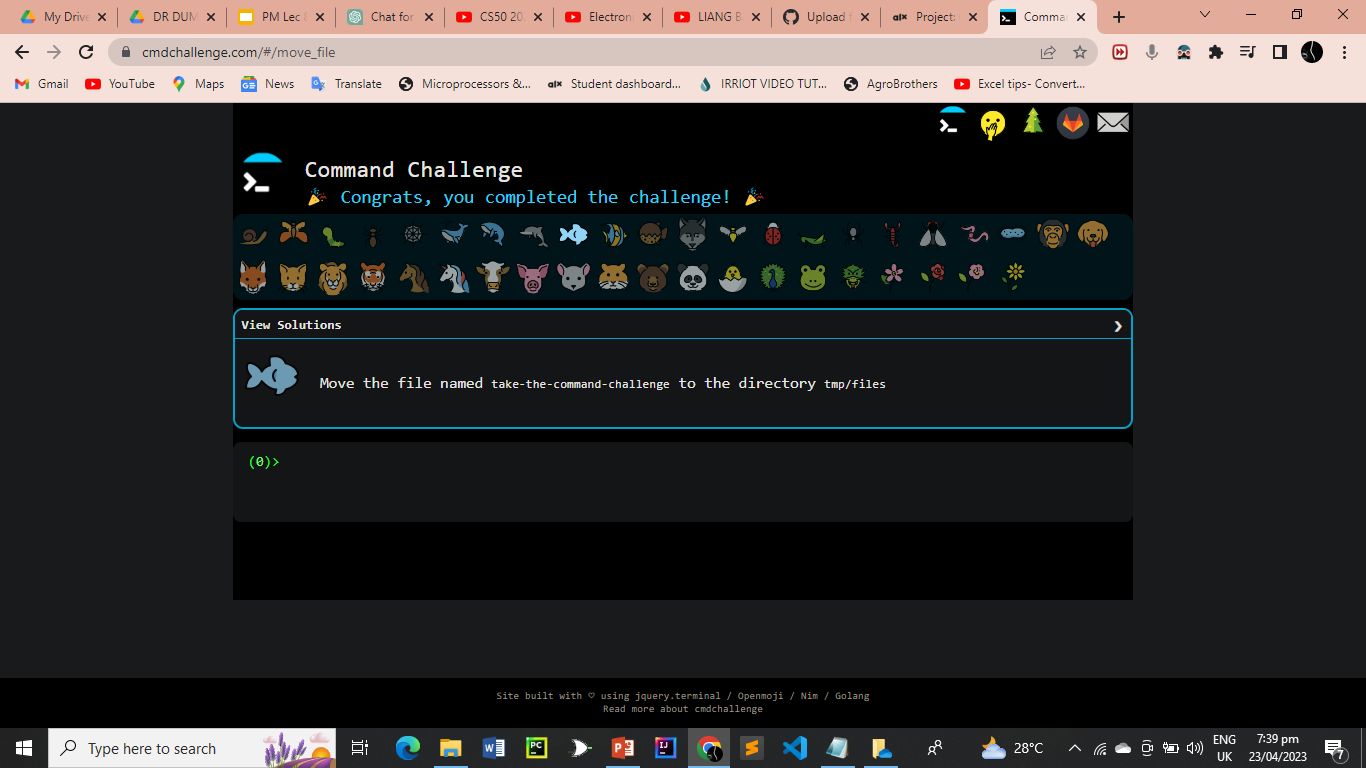 My Drive
DR DUM
PM Lec
Chat for
CS50 20
Electron
LIANG B
Upload
alx Project:
Comma
cmdchallenge.com/#/move_file
Gmail
YouTube
Maps
News
Translate
Microprocessors &...
alx Student dashboard...
IRRIOT VIDEO TUT...
AgroBrothers
Excel tips- Convert...
Command Challenge
Congrats, you completed the challenge!
View Solutions
Move the file named take-the-command-challenge to the directory tmp/files
(0)>
Site built with ♡ using jquery.terminal / Openmoji / Nim / Golang
Read more about cmdchallenge
Type here to search
28°C
ENG
UK
7:39 pm
23/04/2023
7